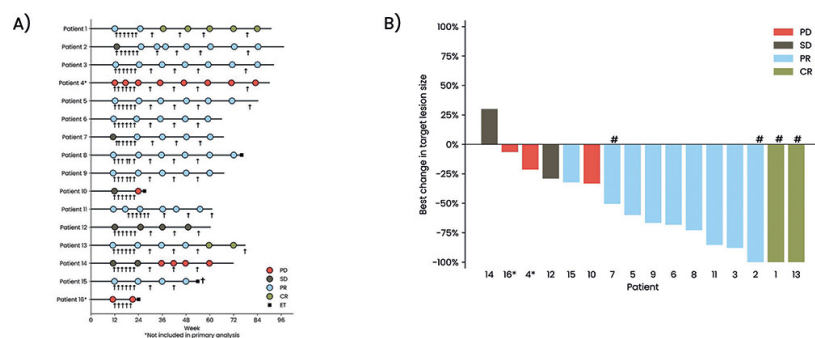 A)
Patient 1
Patient 2
Patient 3
Patient 4*
Patient 5
Patient 6
Patient 7
Patient 8
Patient 9
Patient 10
Patient 11
Patient 12
Patient 13
Patient 14
Patient 15
Patient 16*
PD
SD
PR
CR
ET
0 12 24 36 48 60 72 84 96
Week
*Not included in primary analysis
B)
PD
SD
PR
CR
Best change in target lesion size
100%
75%
50%
25%
0%
−25%
−50%
−75%
−100%
# # # #
14 16* 4* 12 15 10 7 5 9 6 8 11 3 2 1 13
Patient